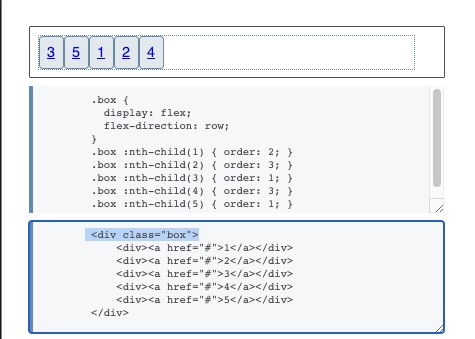 3 5 1 2 4
.box {
  display: flex;
  flex-direction: row;
}
.box :nth-child(1) { order: 2; }
.box :nth-child(2) { order: 3; }
.box :nth-child(3) { order: 1; }
.box :nth-child(4) { order: 3; }
.box :nth-child(5) { order: 1; }
<div class="box">
    <div><a href="#">1</a></div>
    <div><a href="#">2</a></div>
    <div><a href="#">3</a></div>
    <div><a href="#">4</a></div>
    <div><a href="#">5</a></div>
</div>